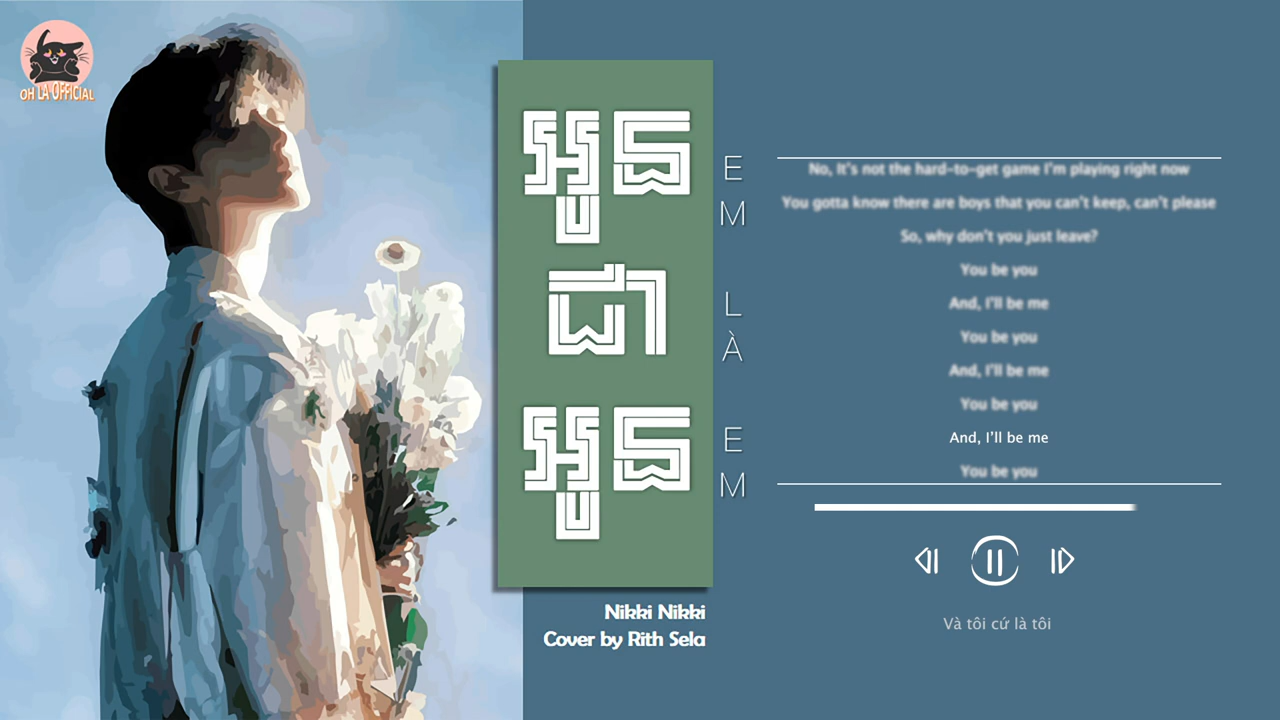 OH LA OFFICIAL
អូន
ជា
អូន
EM
LÀ
EM
No, It's not the hard-to-get game I'm playing right now
You gotta know there are boys that you can't keep, can't please
So, why don't you just leave?
You be you
And, I'll be me
You be you
And, I'll be me
You be you
And, I'll be me
You be you
Nikki Nikki
Cover by Rith Sela
Và tôi cứ là tôi